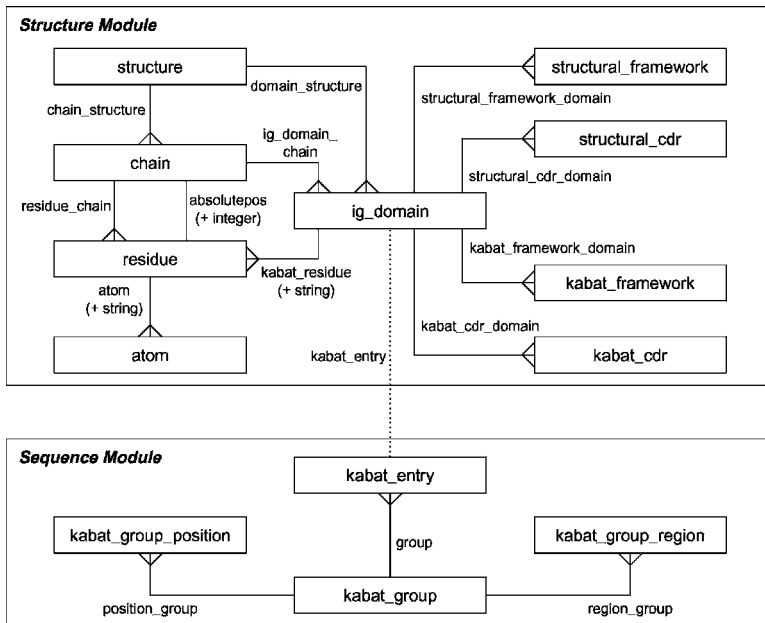 Structure Module
structure
structural_framework
domain_structure
structural_framework_domain
chain_structure
ig_domain_
chain
structural_cdr
chain
structural_cdr_domain
residue_chain
absolutepos
(+ integer)
ig_domain
residue
kabat_residue
(+ string)
kabat_framework_domain
kabat_framework
atom
(+ string)
kabat_cdr_domain
atom
kabat_entry
kabat_cdr
Sequence Module
kabat_entry
kabat_group_position
group
kabat_group_region
kabat_group
position_group
region_group